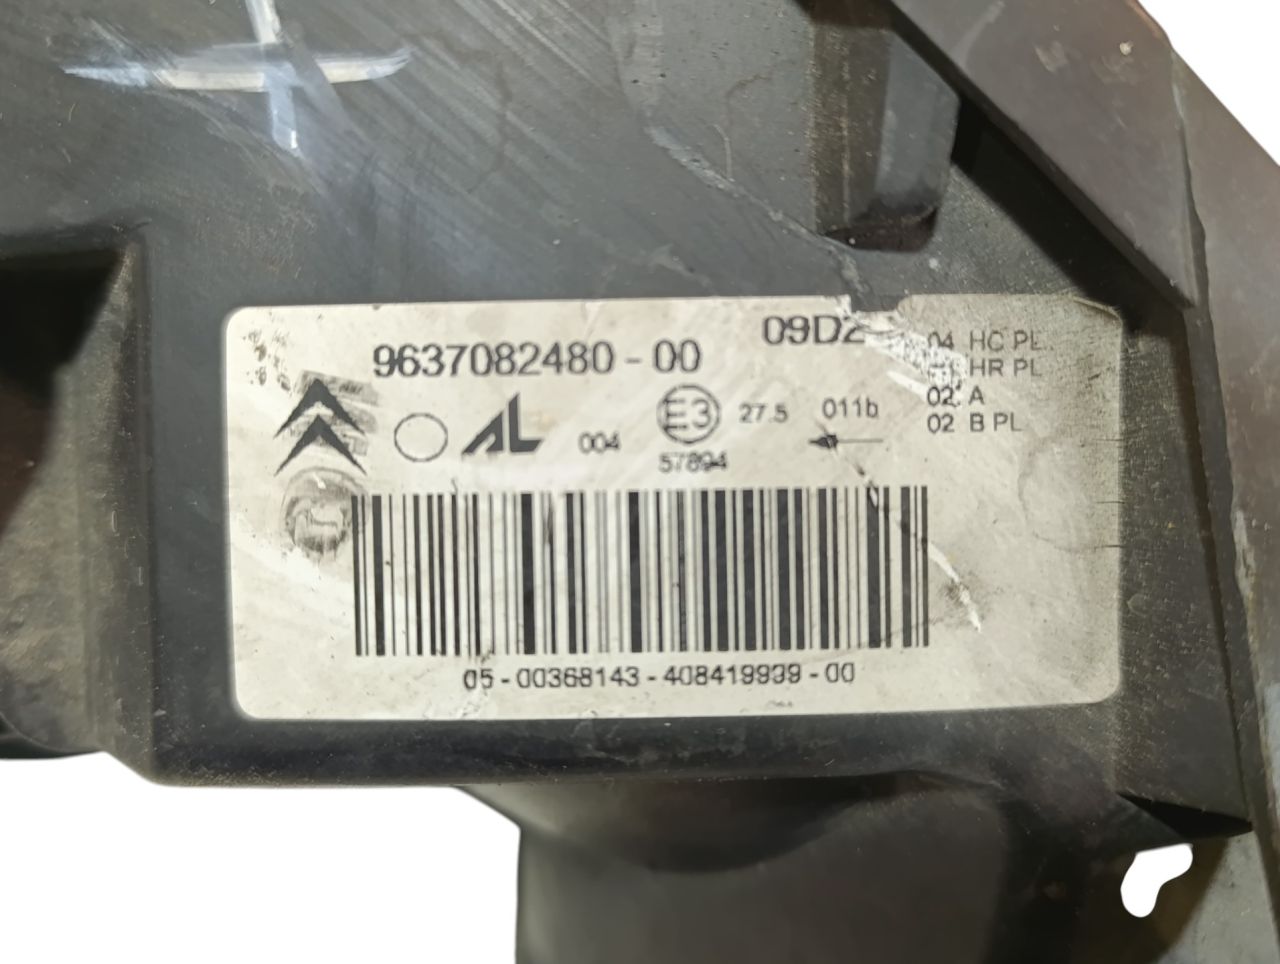 9637082480-00
09D2
04 HC PL
HR PL
02 A
02 B PL
AL
004
E3
27.5
011b
57894
05-00368143-408419939-00